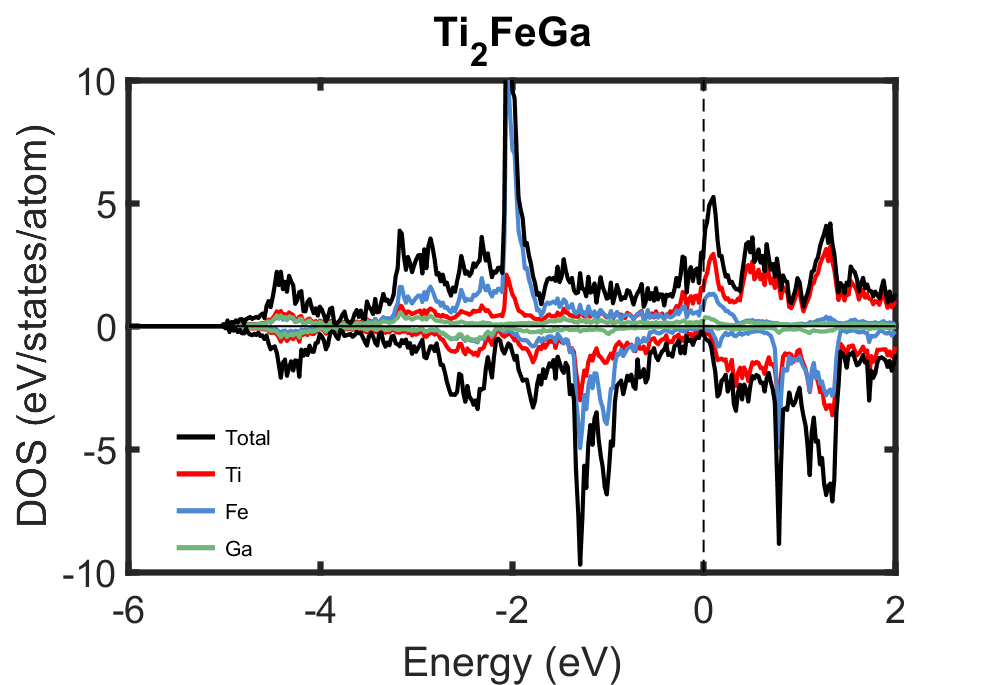 Ti₂FeGa
DOS (eV/states/atom)
10
5
0
-5
-10
Total
Ti
Fe
Ga
-6 -4 -2 0 2
Energy (eV)